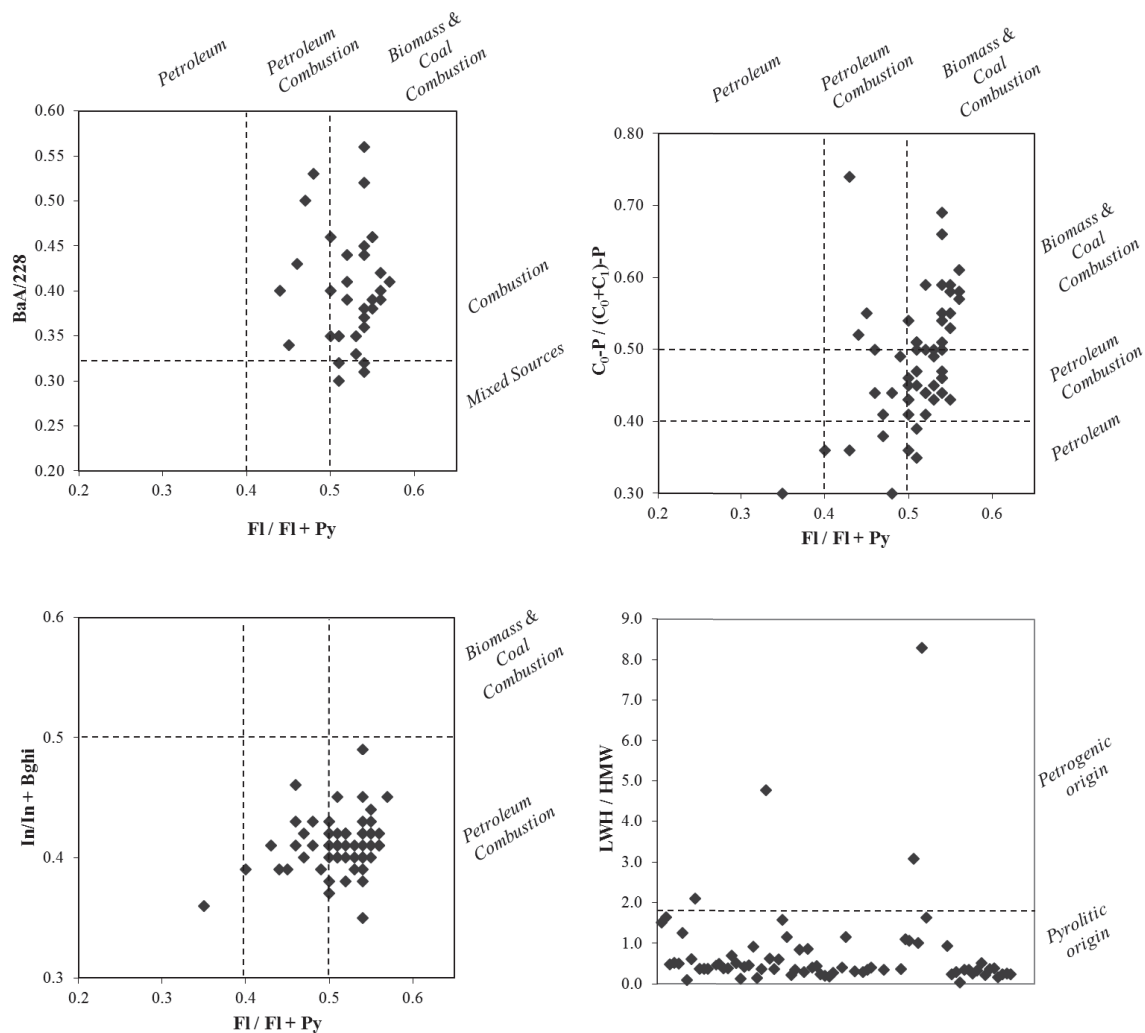 Petroleum
Petroleum
Combustion
Biomass &
Coal
Combustion
0.60
0.55
0.50
0.45
0.40
0.35
0.30
0.25
0.20
BaA/228
Combustion
Mixed Sources
0.2
0.3
0.4
0.5
0.6
Fl / Fl + Py
Petroleum
Petroleum
Combustion
Biomass &
Coal
Combustion
0.80
0.70
0.60
0.50
0.40
0.30
C0-P / (C0+C1)-P
Biomass &
Coal
Combustion
Petroleum
Combustion
Petroleum
0.2
0.3
0.4
0.5
0.6
Fl / Fl + Py
0.6
0.5
0.4
0.3
In/In + Bghi
Biomass &
Coal
Combustion
Petroleum
Combustion
0.2
0.3
0.4
0.5
0.6
Fl / Fl + Py
9.0
8.0
7.0
6.0
5.0
4.0
3.0
2.0
1.0
0.0
LWH / HMW
Petrogenic
origin
Pyrolitic
origin